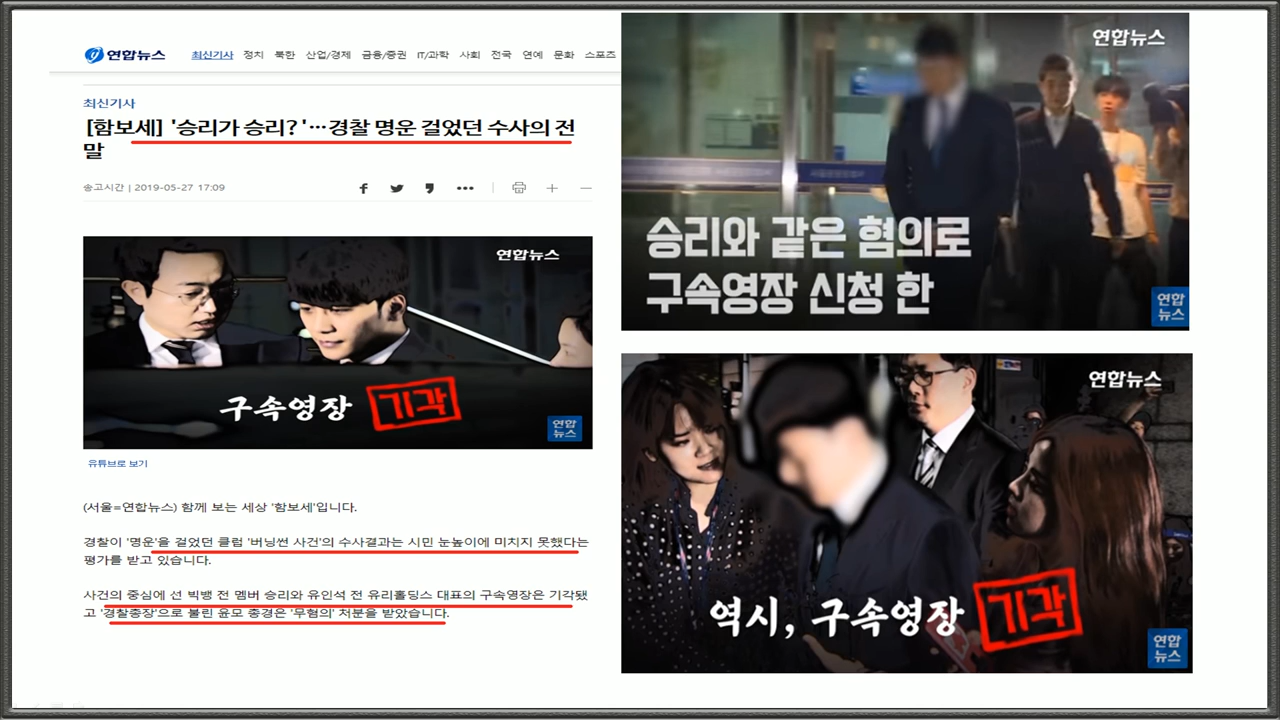 연합뉴스
최신기사 정치 북한 산업/경제 금융/증권 IT/과학 사회 전국 연예 문화 스포츠
최신기사
[함보세] '승리가 승리?'…경찰 명운 걸었던 수사의 전
말
송고시간 | 2019-05-27 17:09
연합뉴스
구속영장 기각
연합
뉴스
유튜브로 보기
(서울=연합뉴스) 함께 보는 세상 '함보세'입니다.
경찰이 '명운'을 걸었던 클럽 '버닝썬 사건'의 수사결과는 시민 눈높이에 미치지 못했다는
평가를 받고 있습니다.
사건의 중심에 선 빅뱅 전 멤버 승리와 유인석 전 유리홀딩스 대표의 구속영장은 기각됐
고 '경찰총장'으로 불린 윤모 총경은 '무혐의' 처분을 받았습니다.
연합뉴스
승리와 같은 혐의로
구속영장 신청 한
연합
뉴스
연합뉴스
역시, 구속영장 기각
연합
뉴스